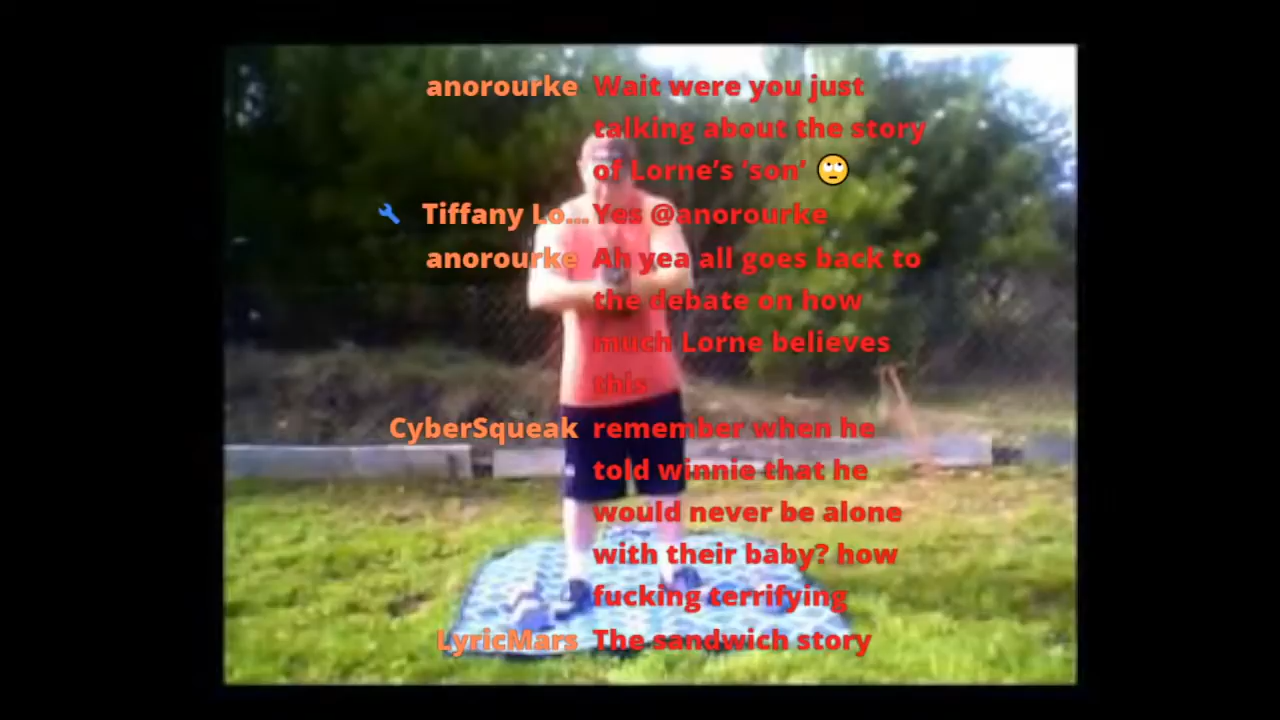 anorourke Wait were you just
talking about the story
of Lorne’s ‘son’ 🙄
Tiffany Lo... Yes @anorourke
anorourke Ah yea all goes back to
the debate on how
much Lorne believes
this
CyberSqueak remember when he
told winnie that he
would never be alone
with their baby? how
fucking terrifying
LyricMars The sandwich story